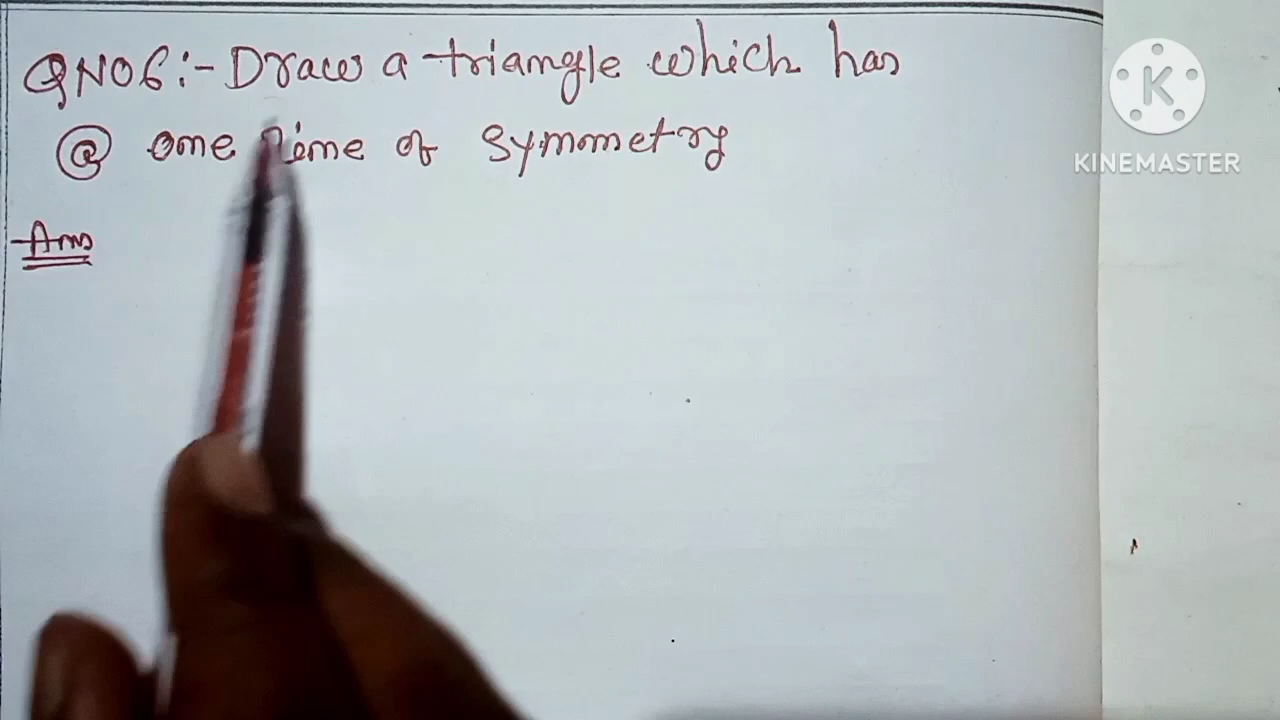 QNO6:- Draw a triangle which has
K
KINEMASTER
(a) one line of symmetry
Ans